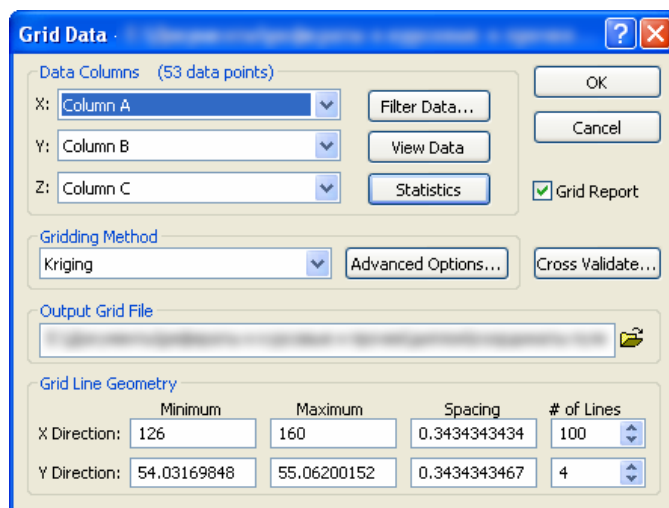 Grid Data -
Data Columns (53 data points)
X: Column A
Filter Data...
Y: Column B
View Data
Z: Column C
Statistics
OK
Cancel
Grid Report
Gridding Method
Kriging
Advanced Options...
Cross Validate...
Output Grid File
Grid Line Geometry
Minimum Maximum Spacing # of Lines
X Direction: 126 160 0.3434343434 100
Y Direction: 54.03169848 55.06200152 0.3434343467 4